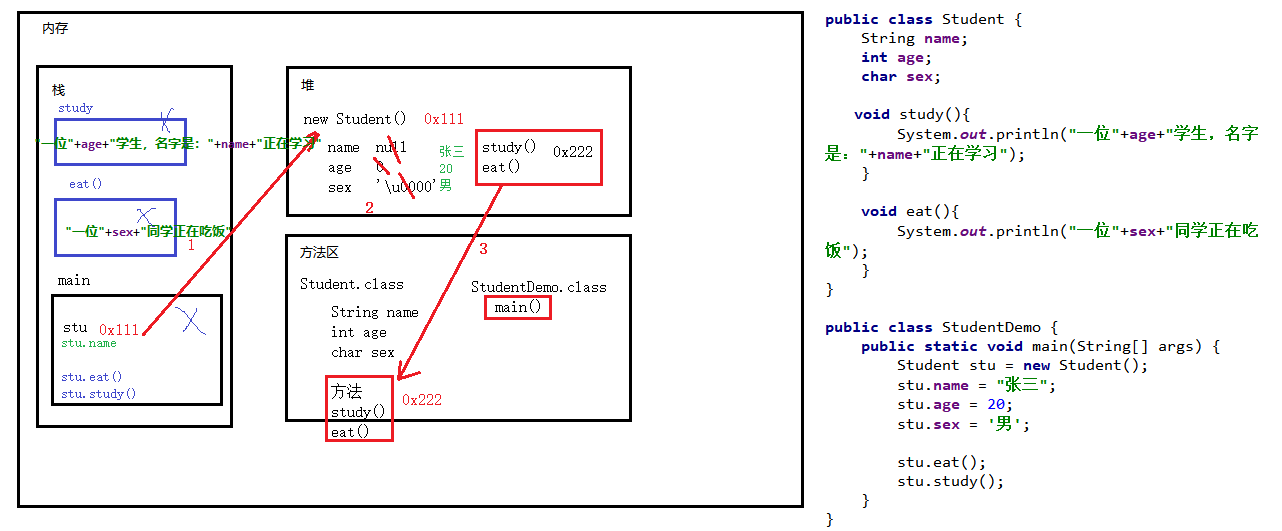 内存
栈
study
"一位"+age+"学生，名字是："+name+"正在学习"
eat()
"一位"+sex+"同学正在吃饭"
1
main
stu 0x111
stu.name
stu.eat()
stu.study()
堆
new Student() 0x111
name null 张三
age 0 20
sex '\u0000' 男
2
study() 0x222
eat()
3
方法区
Student.class
String name
int age
char sex
方法
study() 0x222
eat()
StudentDemo.class
main()
public class Student {
String name;
int age;
char sex;
void study(){
System.out.println("一位"+age+"学生，名字
是："+name+"正在学习");
}
void eat(){
System.out.println("一位"+sex+"同学正在吃
饭");
}
}
public class StudentDemo {
public static void main(String[] args) {
Student stu = new Student();
stu.name = "张三";
stu.age = 20;
stu.sex = '男';
stu.eat();
stu.study();
}
}